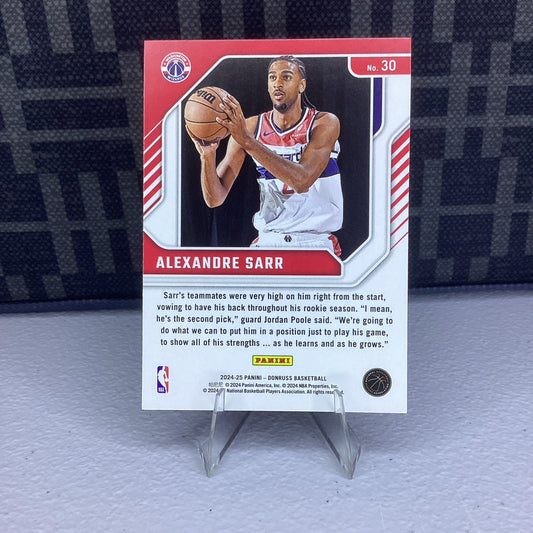 No. 30
WILSON
ALEXANDRE SARR
Sarr's teammates were very high on him right from the start,
vowing to have his back throughout his rookie season. "I mean,
he's the second pick," guard Jordan Poole said. "We're going to
do what we can to put him in a position just to play his game,
to show all of his strengths ... as he learns and as he grows."
PANINI
2024-25 PANINI – DONRUSS BASKETBALL
© 2024 Panini America, Inc. © 2024 NBA Properties, Inc.
© 2024 National Basketball Players Association. All rights reserved.
NBA